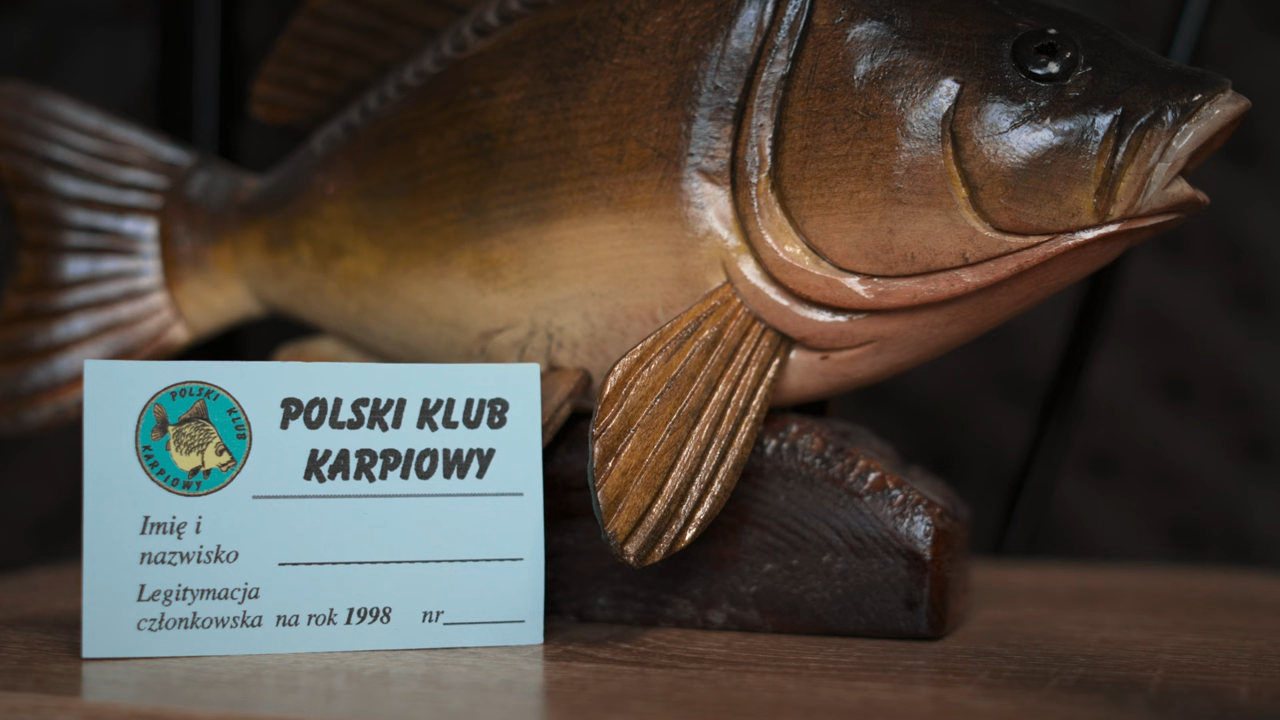 POLSKI KLUB
KARPIOWY
POLSKI KLUB
KARPIOWY
Imię i
nazwisko
Legitymacja
członkowska na rok 1998 nr